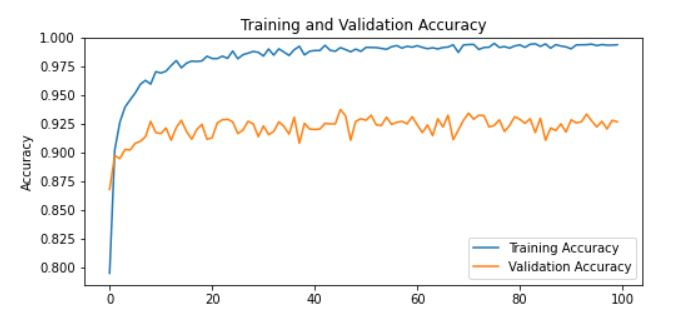 Training and Validation Accuracy
1.000
0.975
0.950
0.925
0.900
0.875
0.850
0.825
0.800
Accuracy
0 20 40 60 80 100
Training Accuracy
Validation Accuracy